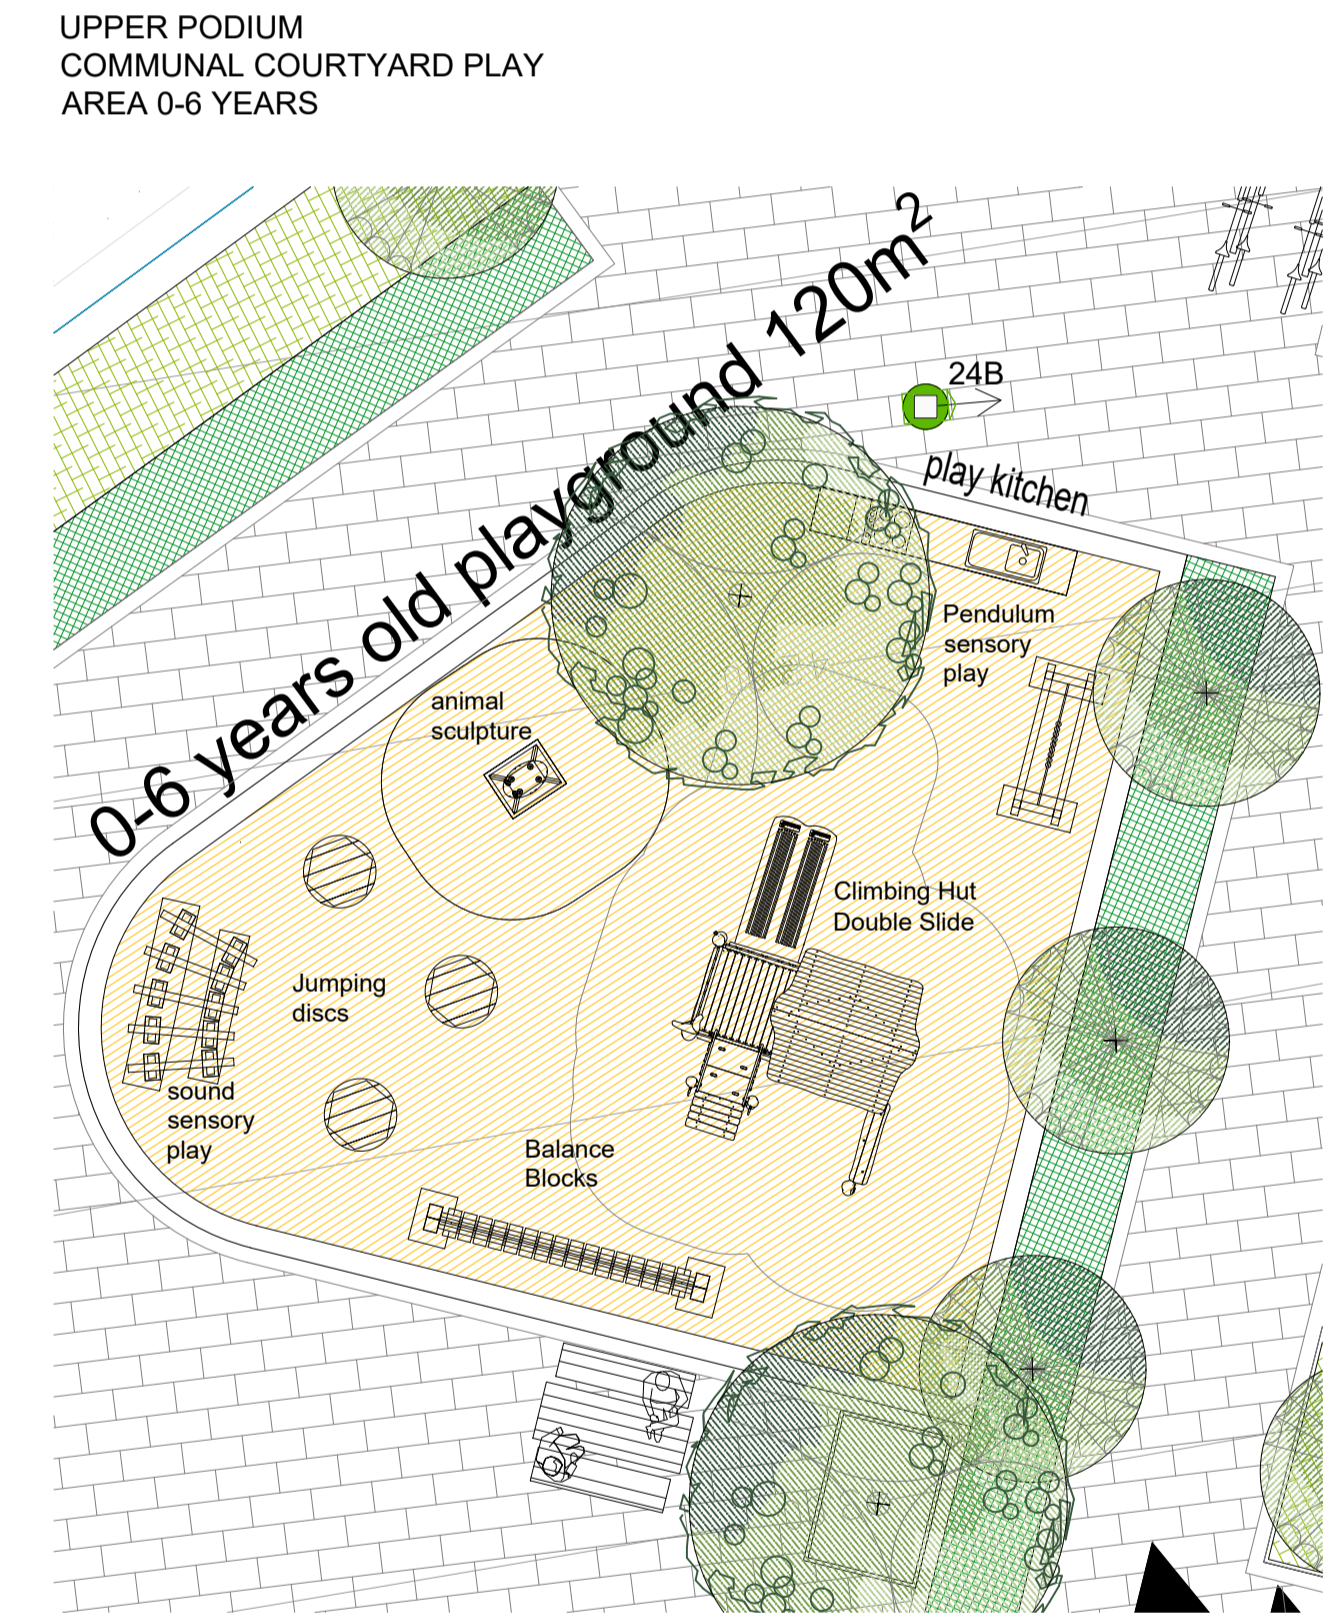 UPPER PODIUM
COMMUNAL COURTYARD PLAY
AREA 0-6 YEARS
0-6 years old playground 120m²
24B
play kitchen
Pendulum
sensory
play
animal
sculpture
Climbing Hut
Double Slide
Jumping
discs
sound
sensory
play
Balance
Blocks